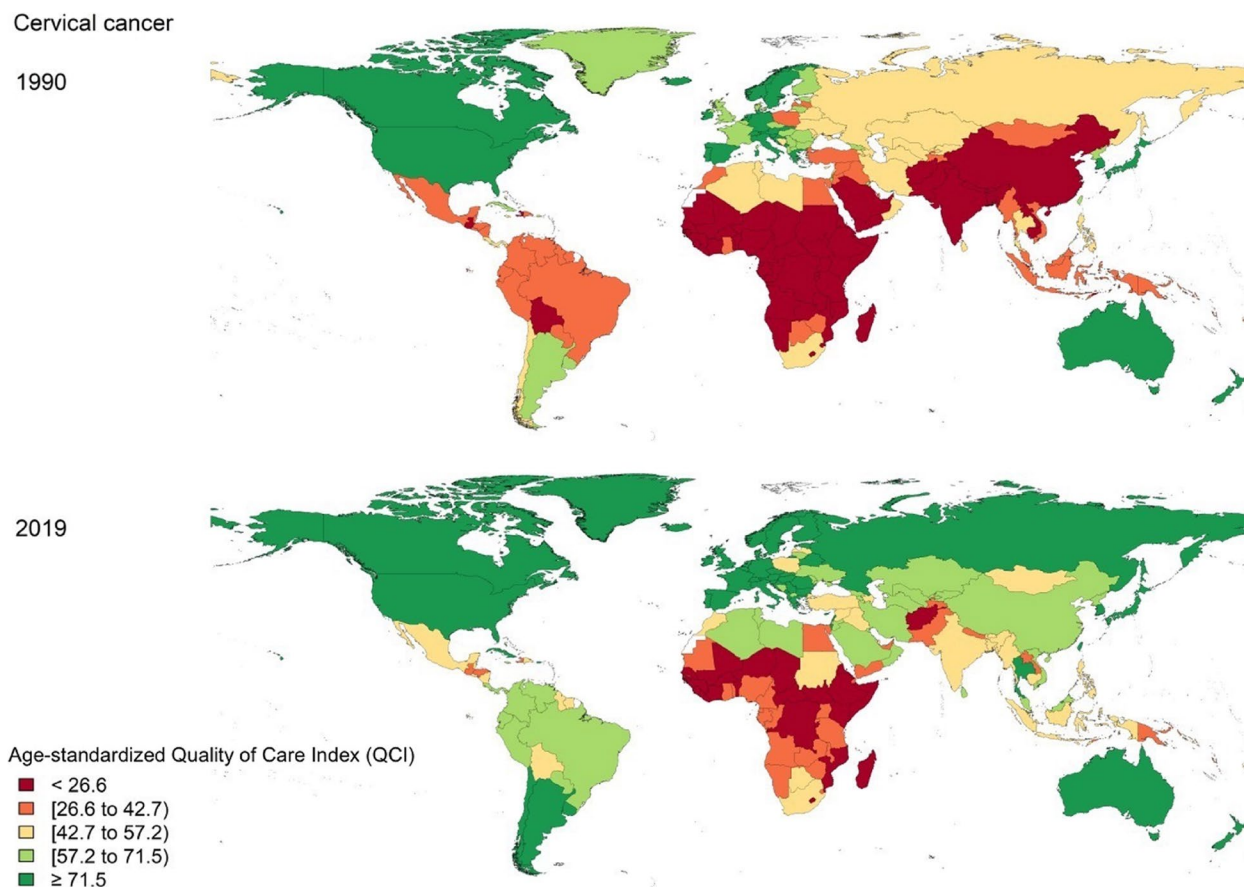 Cervical cancer
1990
2019
Age-standardized Quality of Care Index (QCI)
< 26.6
[26.6 to 42.7)
[42.7 to 57.2)
[57.2 to 71.5)
≥ 71.5